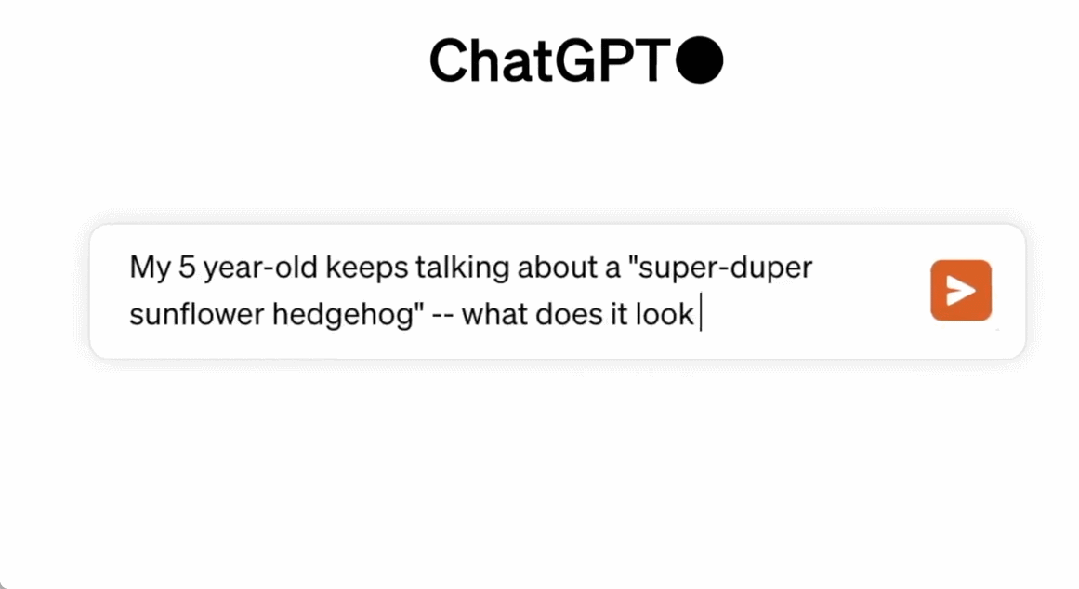 ChatGPT
My 5 year-old keeps talking about a "super-duper
sunflower hedgehog" -- what does it look